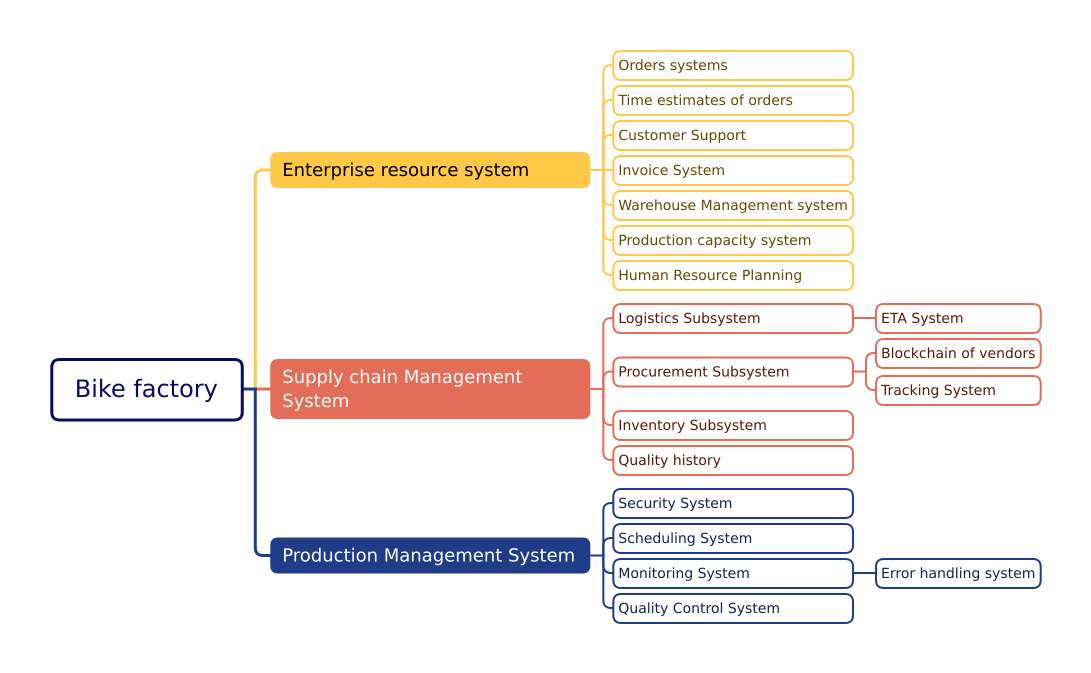 Bike factory
Enterprise resource system
Orders systems
Time estimates of orders
Customer Support
Invoice System
Warehouse Management system
Production capacity system
Human Resource Planning
Supply chain Management
System
Logistics Subsystem
ETA System
Procurement Subsystem
Blockchain of vendors
Tracking System
Inventory Subsystem
Quality history
Production Management System
Security System
Scheduling System
Monitoring System
Error handling system
Quality Control System